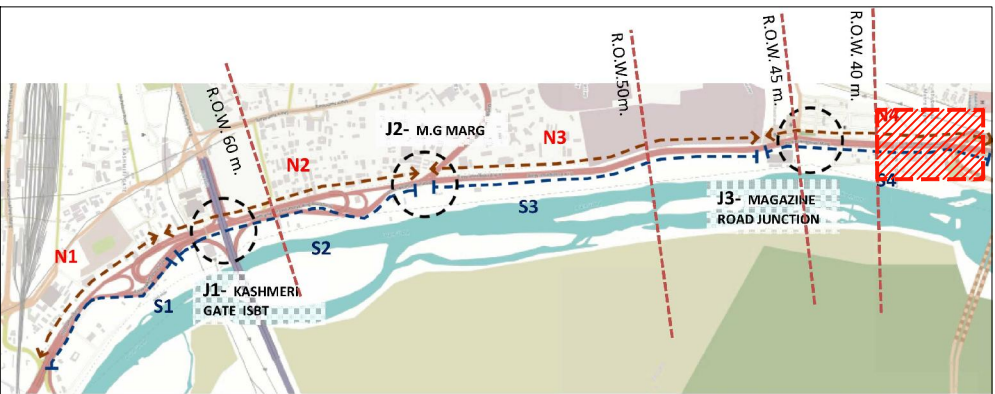 R.O.W. 60 m.
R.O.W.50m.
R.O.W. 45 m.
R.O.W. 40 m.
J2- M.G MARG
N1
N2
N3
N4
S1
S2
S3
S4
J1- KASHMERI
GATE ISBT
J3- MAGAZINE
ROAD JUNCTION